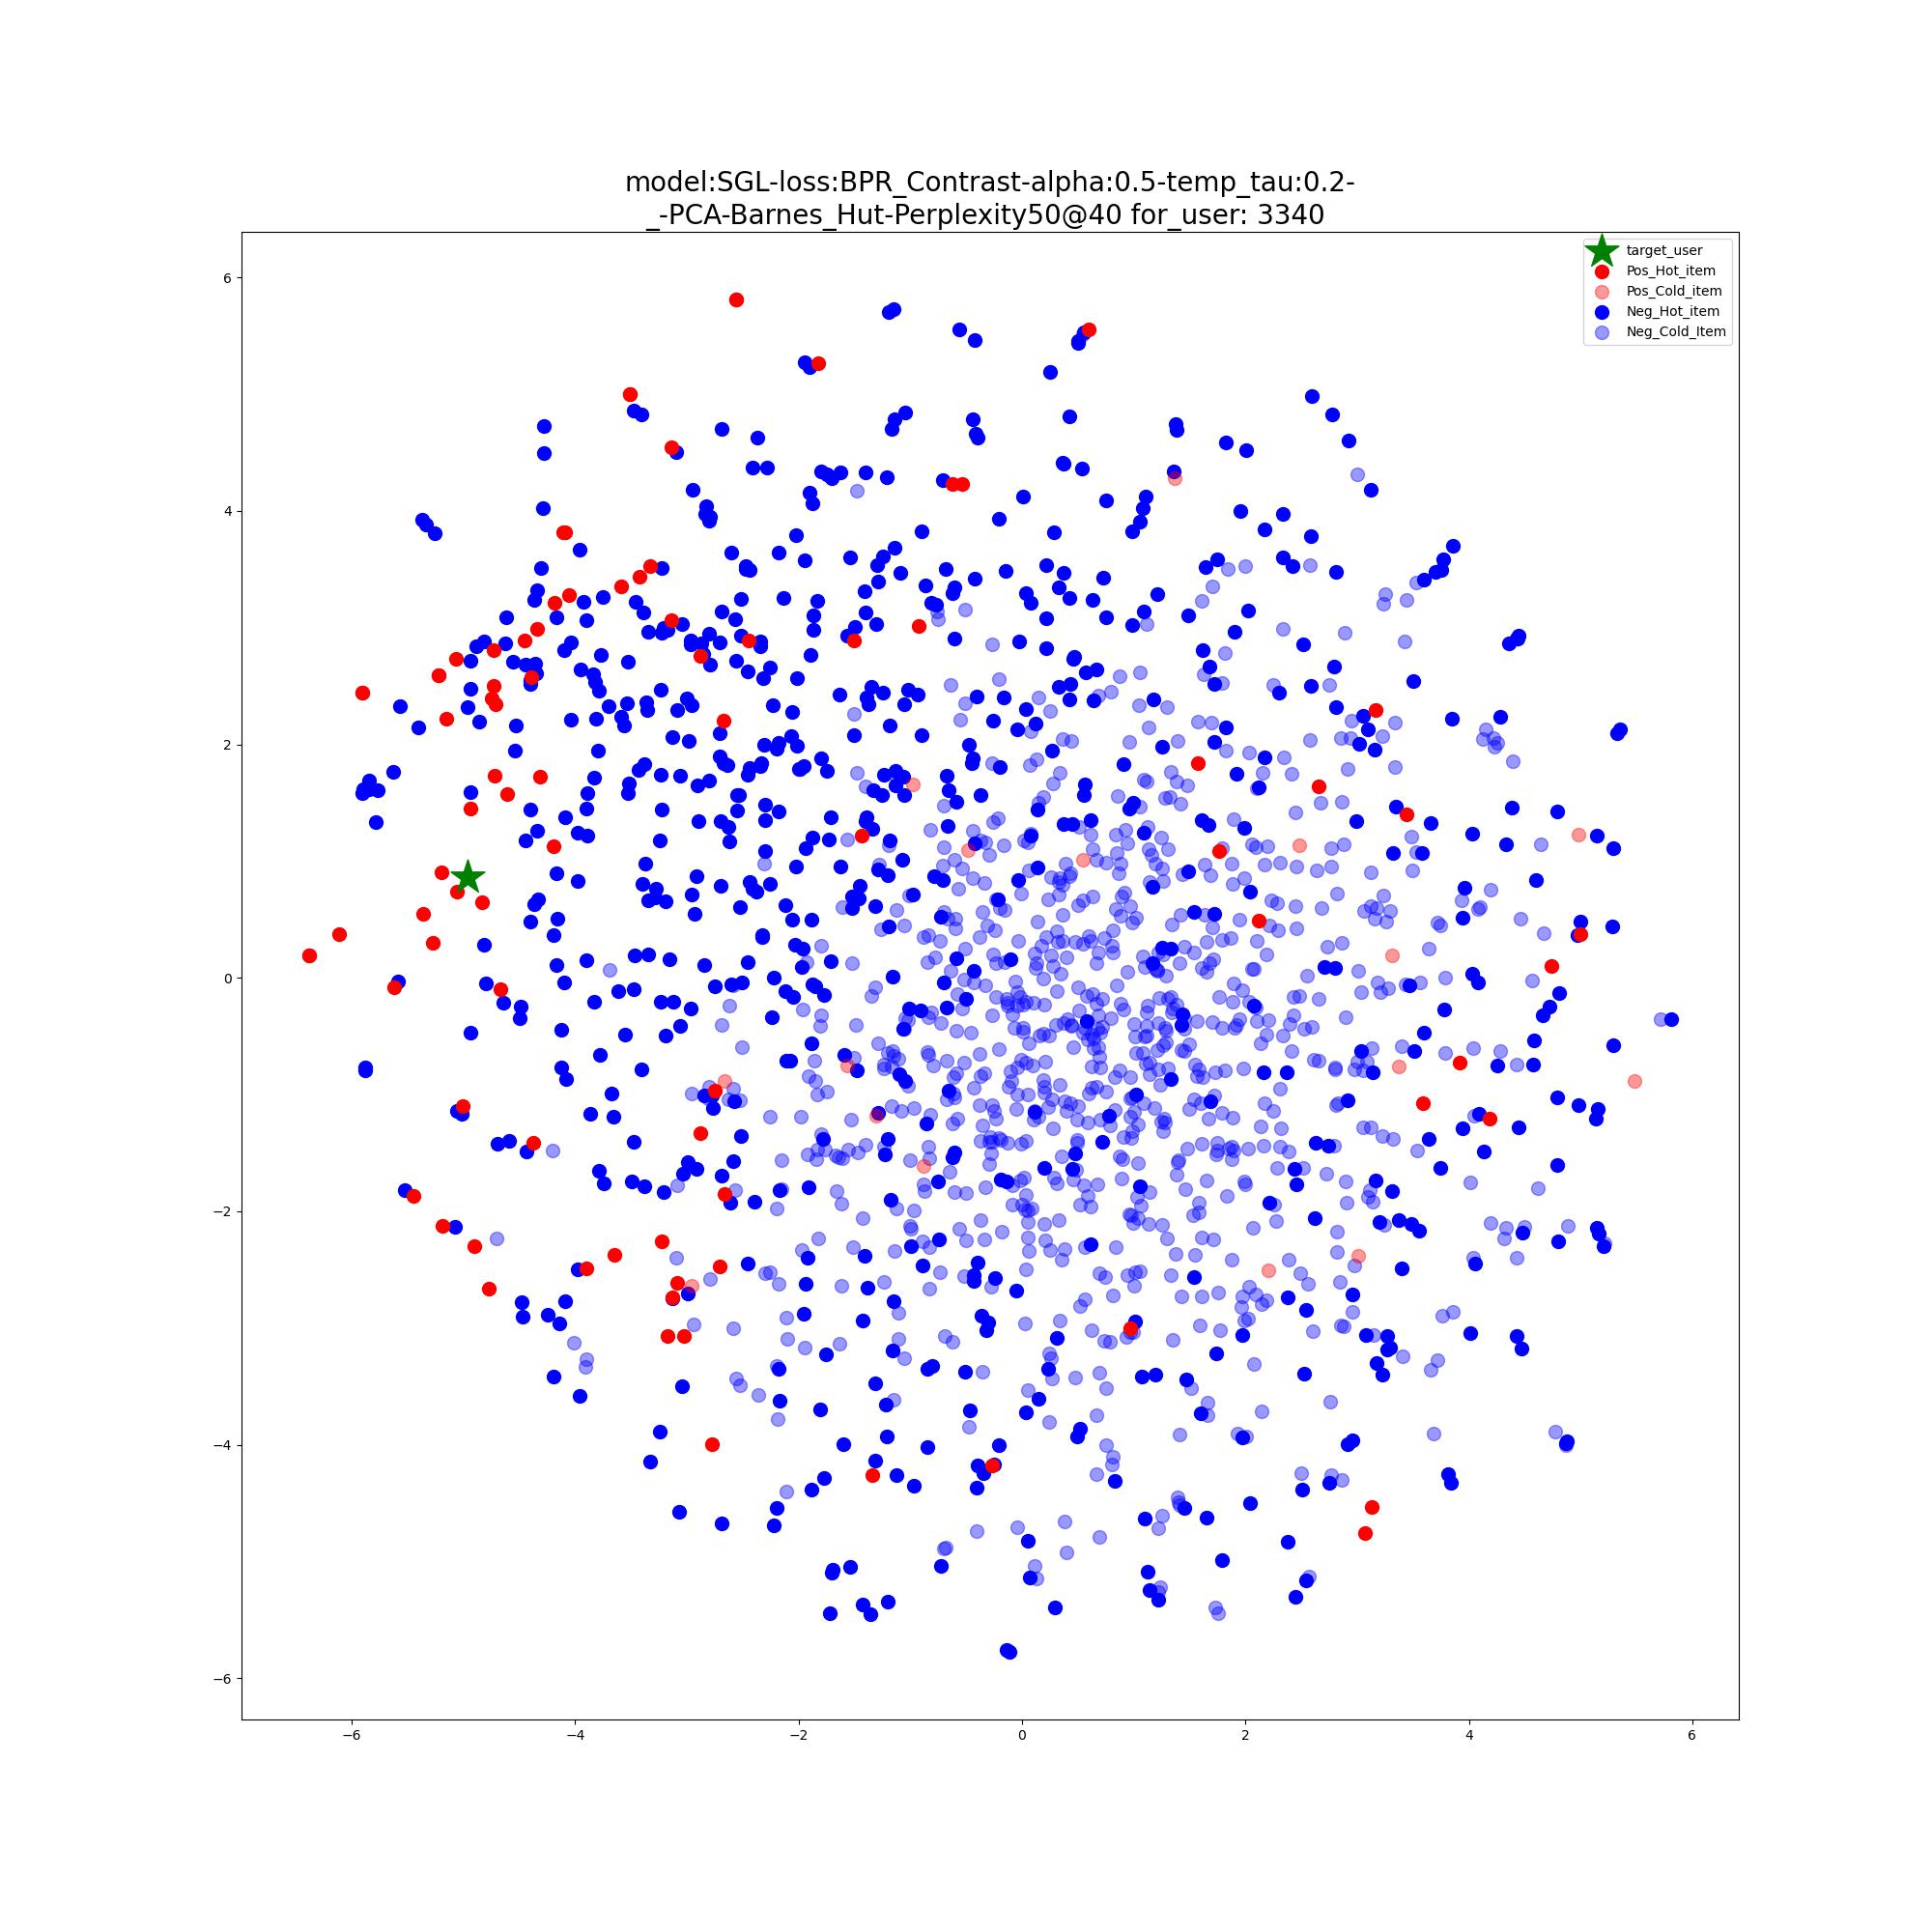 model:SGL-loss:BPR_Contrast-alpha:0.5-temp_tau:0.2-
_-PCA-Barnes_Hut-Perplexity50@40 for_user: 3340
target_user
Pos_Hot_item
Pos_Cold_item
Neg_Hot_item
Neg_Cold_Item
6
4
2
0
−2
−4
−6
−6 −4 −2 0 2 4 6